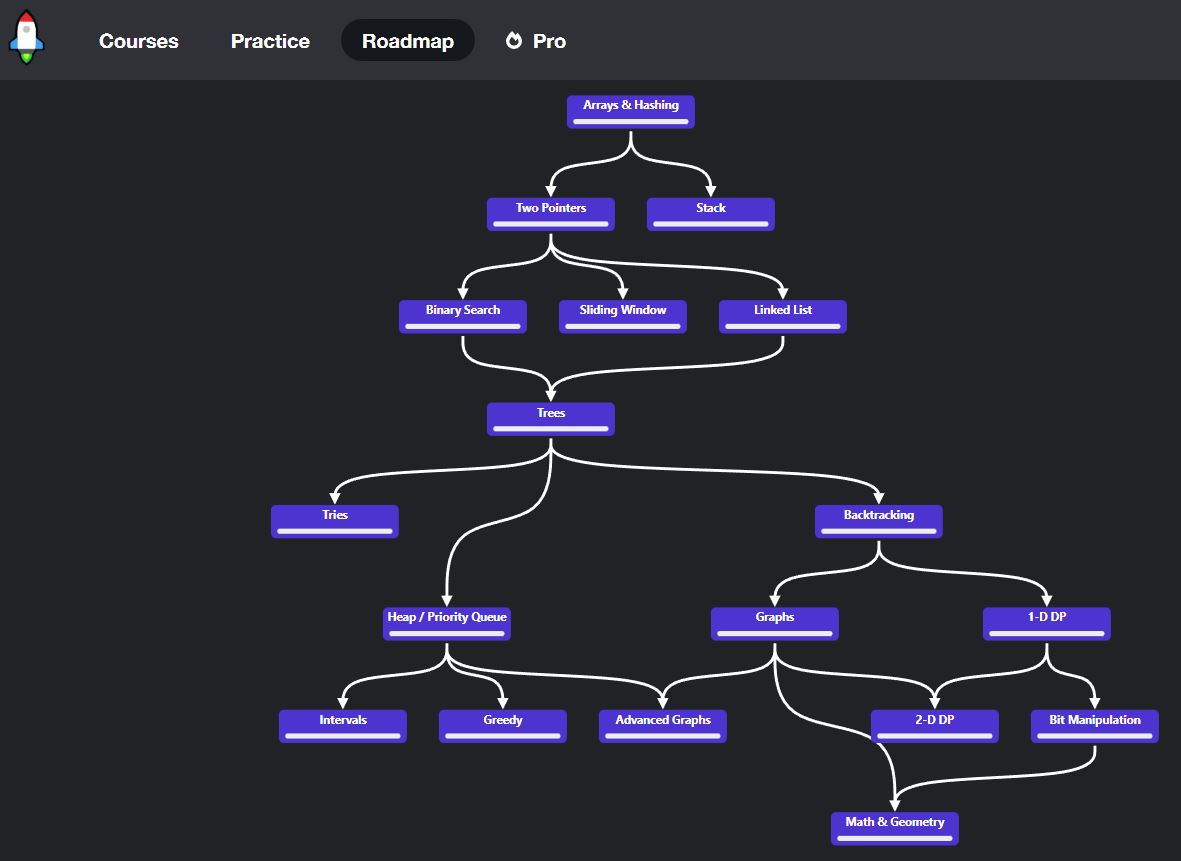 Courses
Practice
Roadmap
Pro
Arrays & Hashing
Two Pointers
Stack
Binary Search
Sliding Window
Linked List
Trees
Tries
Backtracking
Heap / Priority Queue
Graphs
1-D DP
Intervals
Greedy
Advanced Graphs
2-D DP
Bit Manipulation
Math & Geometry